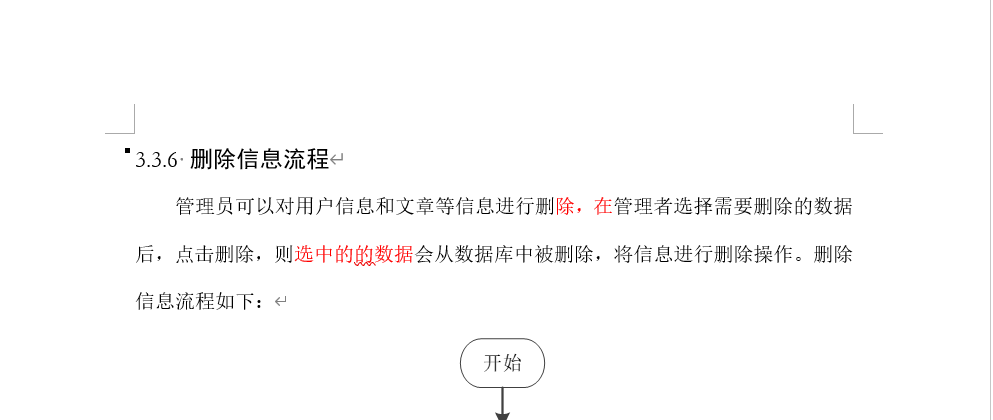 3.3.6 删除信息流程
管理员可以对用户信息和文章等信息进行删除，在管理者选择需要删除的数据
后，点击删除，则选中的的数据会从数据库中被删除，将信息进行删除操作。删除
信息流程如下：
开始